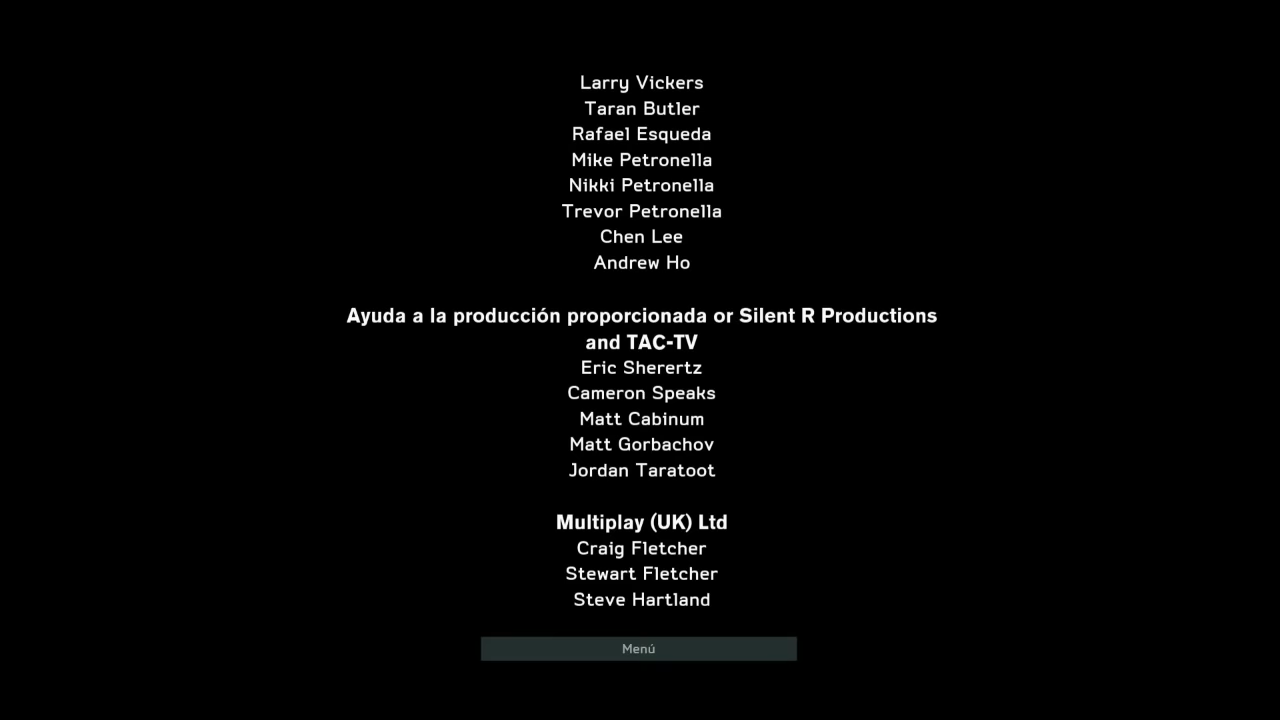 Larry Vickers
Taran Butler
Rafael Esqueda
Mike Petronella
Nikki Petronella
Trevor Petronella
Chen Lee
Andrew Ho
Ayuda a la producción proporcionada or Silent R Productions
and TAC-TV
Eric Sherertz
Cameron Speaks
Matt Cabinum
Matt Gorbachov
Jordan Taratoot
Multiplay (UK) Ltd
Craig Fletcher
Stewart Fletcher
Steve Hartland
Menú